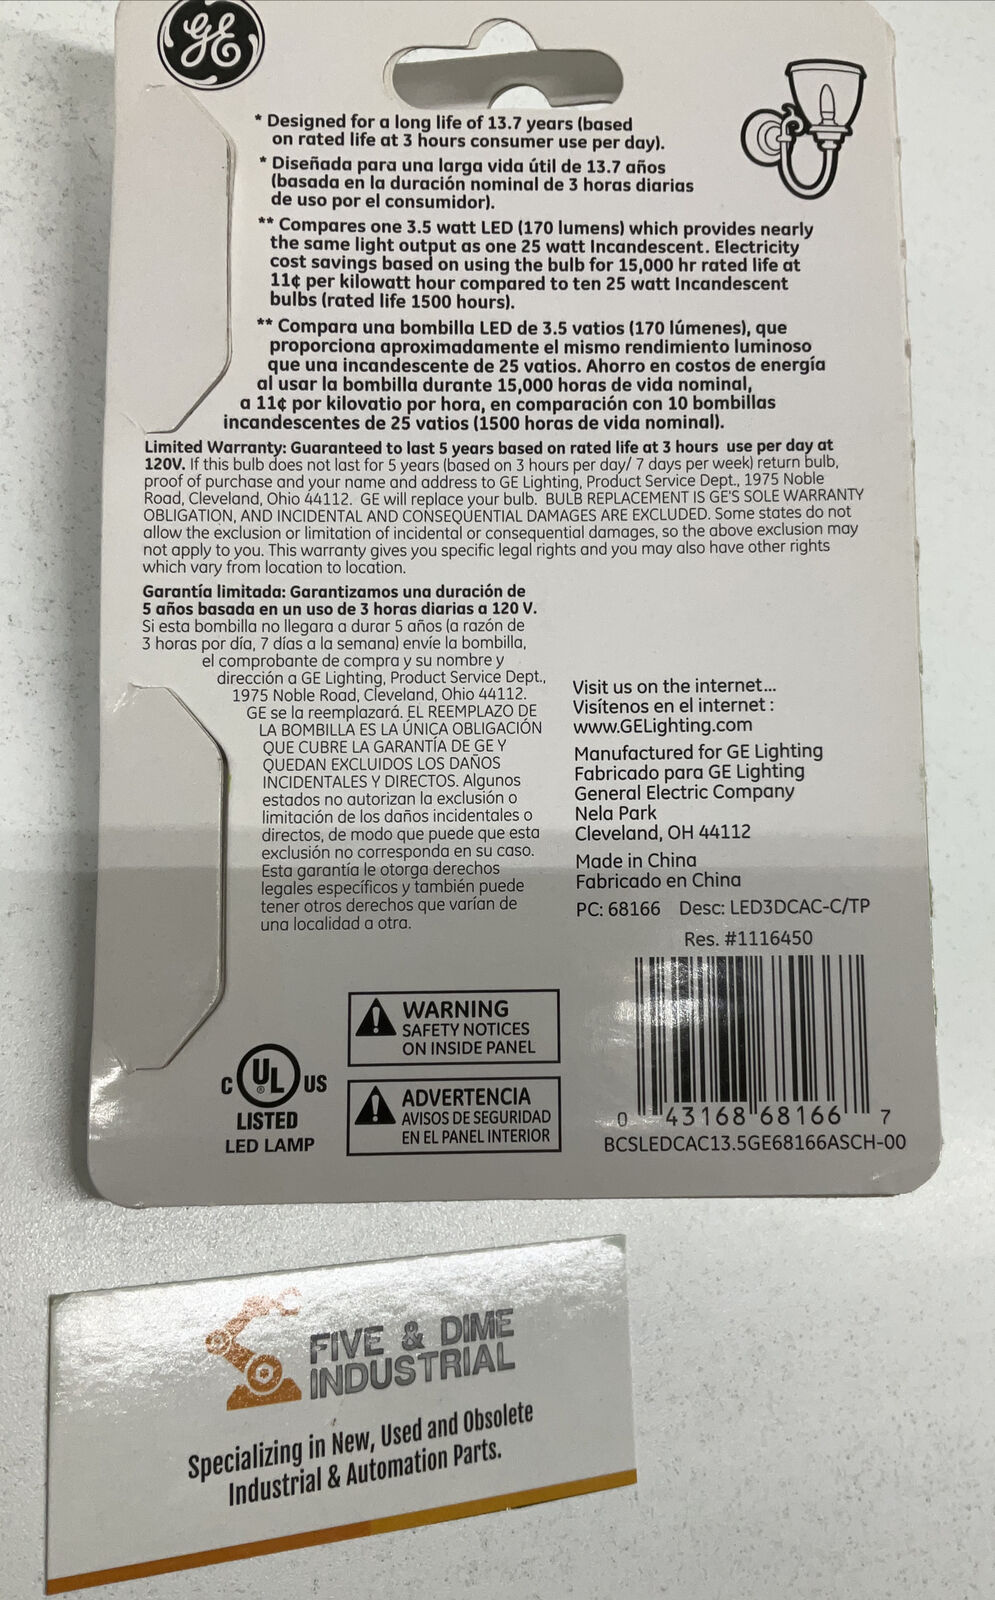 GE
* Designed for a long life of 13.7 years (based
on rated life at 3 hours consumer use per day).
* Diseñada para una larga vida útil de 13.7 años
(basada en la duración nominal de 3 horas diarias
de uso por el consumidor).
** Compares one 3.5 watt LED (170 lumens) which provides nearly
the same light output as one 25 watt Incandescent. Electricity
cost savings based on using the bulb for 15,000 hr rated life at
11¢ per kilowatt hour compared to ten 25 watt Incandescent
bulbs (rated life 1500 hours).
** Compara una bombilla LED de 3.5 vatios (170 lúmenes), que
proporciona aproximadamente el mismo rendimiento luminoso
que una incandescente de 25 vatios. Ahorro en costos de energía
al usar la bombilla durante 15,000 horas de vida nominal,
a 11¢ por kilovatio por hora, en comparación con 10 bombillas
incandescentes de 25 vatios (1500 horas de vida nominal).
Limited Warranty: Guaranteed to last 5 years based on rated life at 3 hours use per day at
120V. If this bulb does not last for 5 years (based on 3 hours per day/ 7 days per week) return bulb,
proof of purchase and your name and address to GE Lighting, Product Service Dept., 1975 Noble
Road, Cleveland, Ohio 44112. GE will replace your bulb. BULB REPLACEMENT IS GE'S SOLE WARRANTY
OBLIGATION, AND INCIDENTAL AND CONSEQUENTIAL DAMAGES ARE EXCLUDED. Some states do not
allow the exclusion or limitation of incidental or consequential damages, so the above exclusion may
not apply to you. This warranty gives you specific legal rights and you may also have other rights
which vary from location to location.
Garantía limitada: Garantizamos una duración de
5 años basada en un uso de 3 horas diarias a 120 V.
Si esta bombilla no llegara a durar 5 años (a razón de
3 horas por día, 7 días a la semana) envíe la bombilla,
el comprobante de compra y su nombre y
dirección a GE Lighting, Product Service Dept.,
1975 Noble Road, Cleveland, Ohio 44112.
GE se la reemplazará. EL REEMPLAZO DE
LA BOMBILLA ES LA ÚNICA OBLIGACIÓN
QUE CUBRE LA GARANTÍA DE GE Y
QUEDAN EXCLUIDOS LOS DAÑOS
INCIDENTALES Y DIRECTOS. Algunos
estados no autorizan la exclusión o
limitación de los daños incidentales o
directos, de modo que puede que esta
exclusión no corresponda en su caso.
Esta garantía le otorga derechos
legales específicos y también puede
tener otros derechos que varían de
una localidad a otra.
Visit us on the internet...
Visítenos en el internet :
www.GELighting.com
Manufactured for GE Lighting
Fabricado para GE Lighting
General Electric Company
Nela Park
Cleveland, OH 44112
Made in China
Fabricado en China
PC: 68166 Desc: LED3DCAC-C/TP
Res. #1116450
0 43168 68166 7
BCSLEDCAC13.5GE68166ASCH-00
WARNING
SAFETY NOTICES
ON INSIDE PANEL
ADVERTENCIA
AVISOS DE SEGURIDAD
EN EL PANEL INTERIOR
C UL ® US
LISTED
LED LAMP
FIVE & DIME
INDUSTRIAL
Specializing in New, Used and Obsolete
Industrial & Automation Parts.